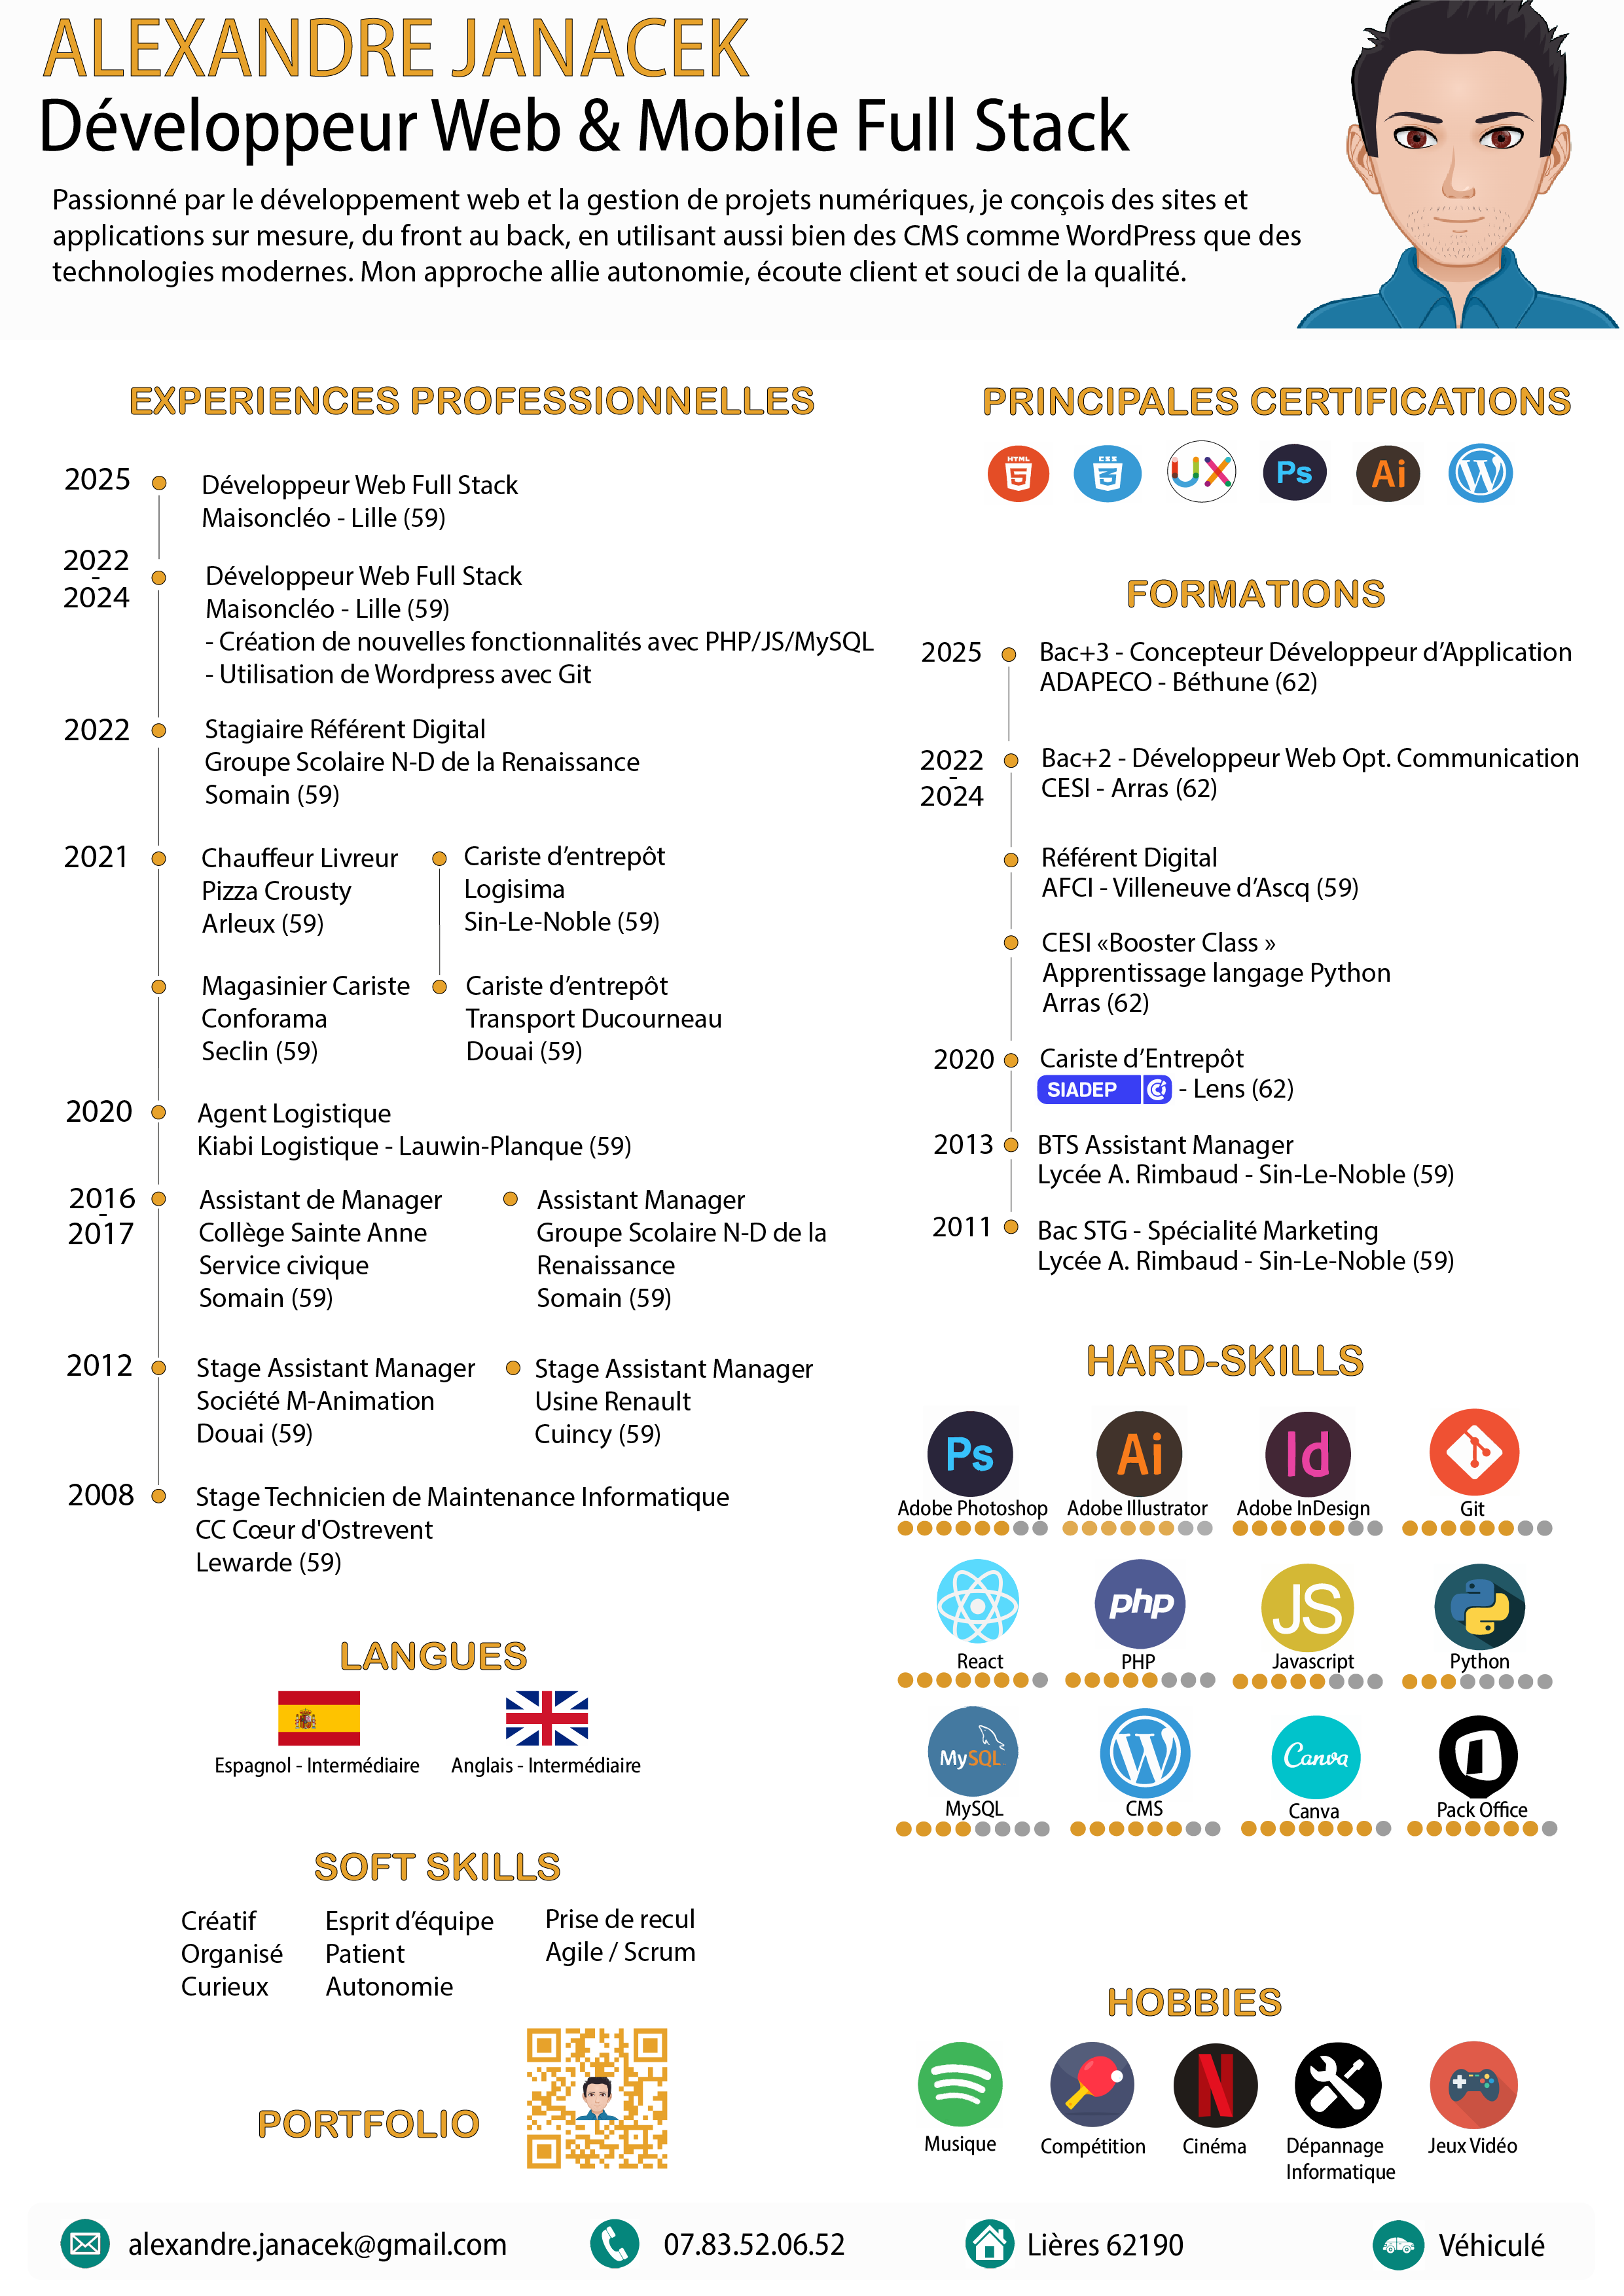 ALEXANDRE JANACEK
Développeur Web & Mobile Full Stack
Passionné par le développement web et la gestion de projets numériques, je conçois des sites et
applications sur mesure, du front au back, en utilisant aussi bien des CMS comme WordPress que des
technologies modernes. Mon approche allie autonomie, écoute client et souci de la qualité.
EXPERIENCES PROFESSIONNELLES
2025
Développeur Web Full Stack
Maisoncléo - Lille (59)
2022
-
2024
Développeur Web Full Stack
Maisoncléo - Lille (59)
- Création de nouvelles fonctionnalités avec PHP/JS/MySQL
- Utilisation de Wordpress avec Git
2022
Stagiaire Référent Digital
Groupe Scolaire N-D de la Renaissance
Somain (59)
2021
Chauffeur Livreur
Pizza Crousty
Arleux (59)
Cariste d’entrepôt
Logisima
Sin-Le-Noble (59)
Magasinier Cariste
Conforama
Seclin (59)
Cariste d’entrepôt
Transport Ducourneau
Douai (59)
2020
Agent Logistique
Kiabi Logistique - Lauwin-Planque (59)
2016
-
2017
Assistant de Manager
Collège Sainte Anne
Service civique
Somain (59)
Assistant Manager
Groupe Scolaire N-D de la
Renaissance
Somain (59)
2012
Stage Assistant Manager
Société M-Animation
Douai (59)
Stage Assistant Manager
Usine Renault
Cuincy (59)
2008
Stage Technicien de Maintenance Informatique
CC Cœur d'Ostrevent
Lewarde (59)
LANGUES
Espagnol - Intermédiaire
Anglais - Intermédiaire
SOFT SKILLS
Créatif
Organisé
Curieux
Esprit d’équipe
Patient
Autonomie
Prise de recul
Agile / Scrum
PORTFOLIO
PRINCIPALES CERTIFICATIONS
HTML 5
CSS 3
UX
Ps
Ai
W
FORMATIONS
2025
Bac+3 - Concepteur Développeur d’Application
ADAPECO - Béthune (62)
2022
-
2024
Bac+2 - Développeur Web Opt. Communication
CESI - Arras (62)
Référent Digital
AFCI - Villeneuve d’Ascq (59)
CESI «Booster Class »
Apprentissage langage Python
Arras (62)
2020
Cariste d’Entrepôt
SIADEP - Lens (62)
2013
BTS Assistant Manager
Lycée A. Rimbaud - Sin-Le-Noble (59)
2011
Bac STG - Spécialité Marketing
Lycée A. Rimbaud - Sin-Le-Noble (59)
HARD-SKILLS
Ps
Adobe Photoshop
Ai
Adobe Illustrator
Id
Adobe InDesign
Git
React
php
PHP
JS
Javascript
Python
MySQL
MySQL
W
CMS
Canva
Canva
Pack Office
HOBBIES
Musique
Compétition
N
Cinéma
Dépannage
Informatique
Jeux Vidéo
alexandre.janacek@gmail.com
07.83.52.06.52
Lières 62190
Véhiculé